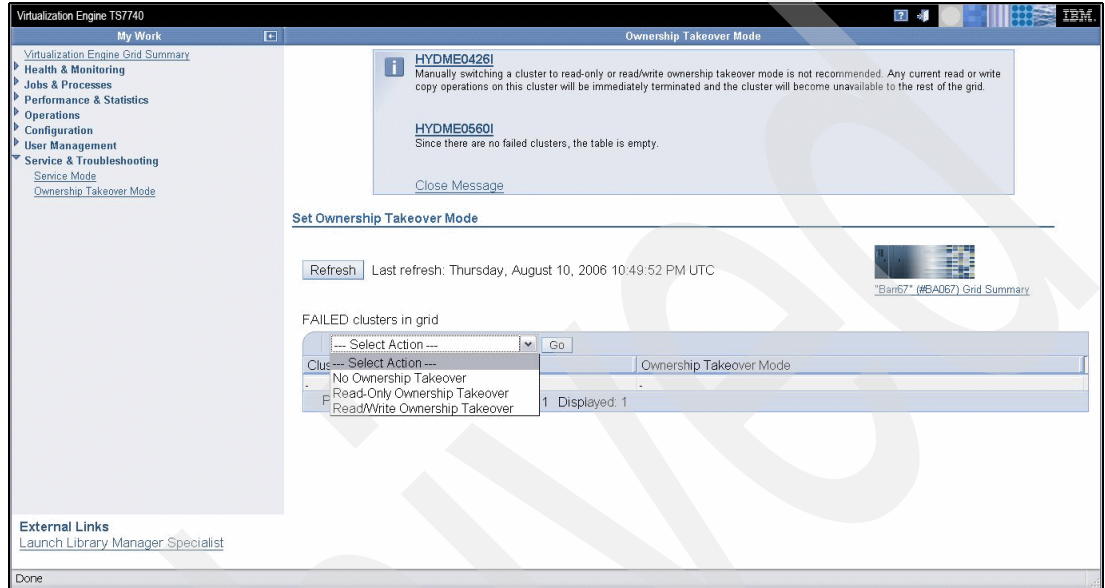 Virtualization Engine TS7740
?
IBM.
My Work
Ownership Takeover Mode
Virtualization Engine Grid Summary
Health & Monitoring
Jobs & Processes
Performance & Statistics
Operations
Configuration
User Management
Service & Troubleshooting
Service Mode
Ownership Takeover Mode
External Links
Launch Library Manager Specialist
HYDME0426I
Manually switching a cluster to read-only or read/write ownership takeover mode is not recommended. Any current read or write
copy operations on this cluster will be immediately terminated and the cluster will become unavailable to the rest of the grid.
HYDME0560I
Since there are no failed clusters, the table is empty.
Close Message
Set Ownership Takeover Mode
Refresh Last refresh: Thursday, August 10, 2006 10:49:52 PM UTC
"Barr67" (#BA067) Grid Summary
FAILED clusters in grid
--- Select Action --- Go
Clus --- Select Action --- Ownership Takeover Mode
No Ownership Takeover
- -
Read-Only Ownership Takeover
P 1 Displayed: 1
Read/Write Ownership Takeover
Done